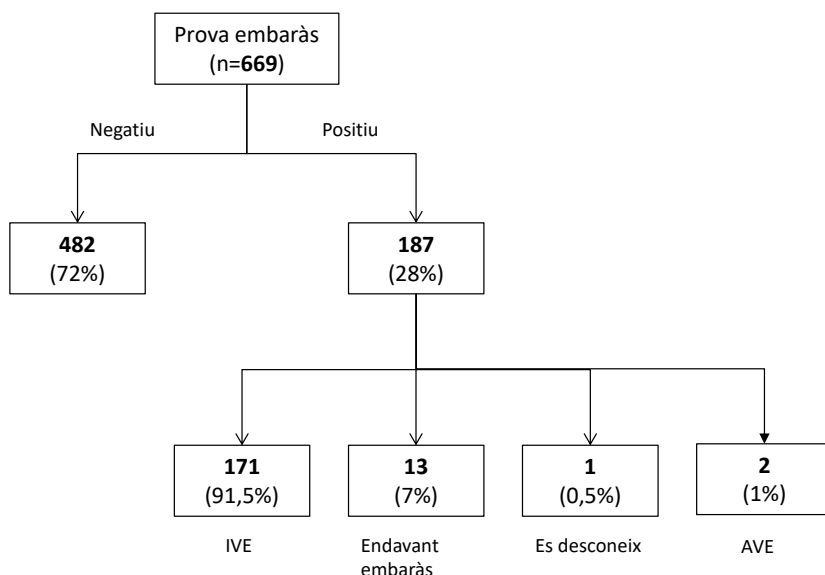 Prova embaràs
(n=669)
Negatiu
Positiu
482
(72%)
187
(28%)
171
(91,5%)
13
(7%)
1
(0,5%)
2
(1%)
IVE
Endavant
embaràs
Es desconeix
AVE